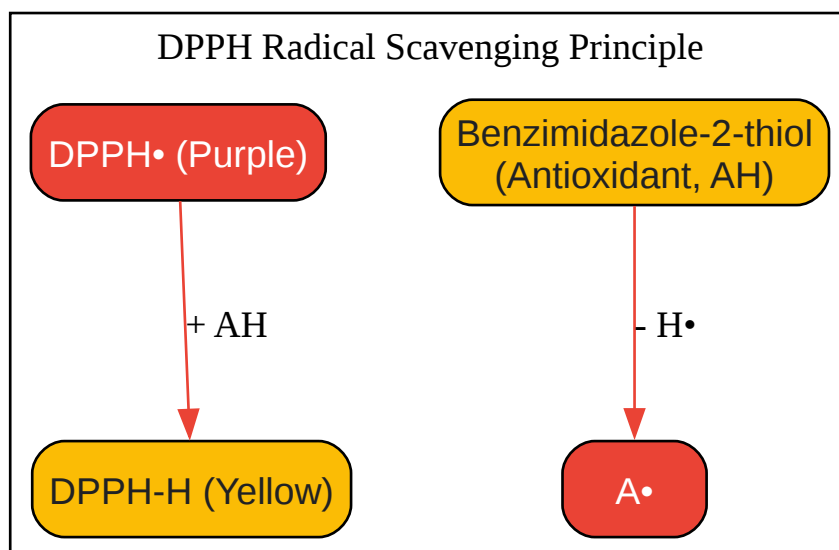 DPPH Radical Scavenging Principle
DPPH• (Purple)
Benzimidazole-2-thiol
(Antioxidant, AH)
+ AH
- H•
DPPH-H (Yellow)
A•